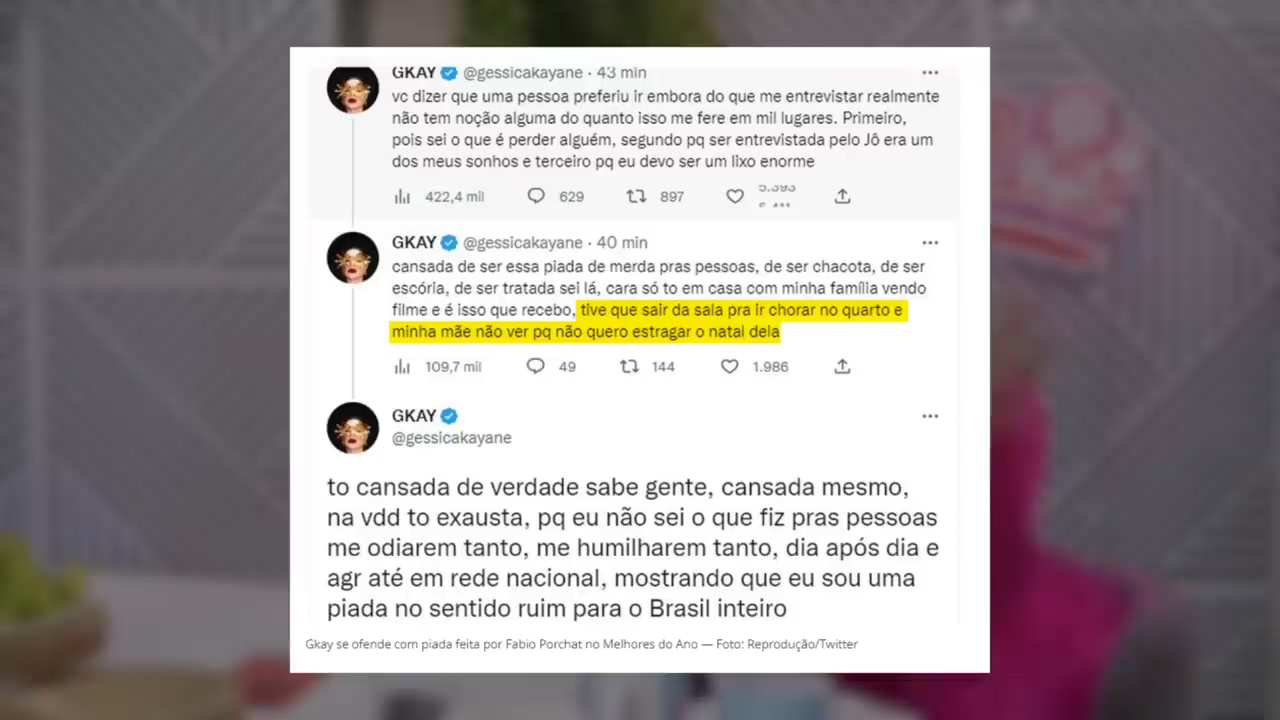 GKAY @gessicakayane · 43 min
vc dizer que uma pessoa preferiu ir embora do que me entrevistar realmente
não tem noção alguma do quanto isso me fere em mil lugares. Primeiro,
pois sei o que é perder alguém, segundo pq ser entrevistada pelo Jô era um
dos meus sonhos e terceiro pq eu devo ser um lixo enorme
422,4 mil 629 897
GKAY @gessicakayane · 40 min
cansada de ser essa piada de merda pras pessoas, de ser chacota, de ser
escória, de ser tratada sei lá, cara só to em casa com minha família vendo
filme e é isso que recebo, tive que sair da sala pra ir chorar no quarto e
minha mãe não ver pq não quero estragar o natal dela
109,7 mil 49 144 1.986
GKAY
@gessicakayane
to cansada de verdade sabe gente, cansada mesmo,
na vdd to exausta, pq eu não sei o que fiz pras pessoas
me odiarem tanto, me humilharem tanto, dia após dia e
agr até em rede nacional, mostrando que eu sou uma
piada no sentido ruim para o Brasil inteiro
Gkay se ofende com piada feita por Fabio Porchat no Melhores do Ano — Foto: Reprodução/Twitter